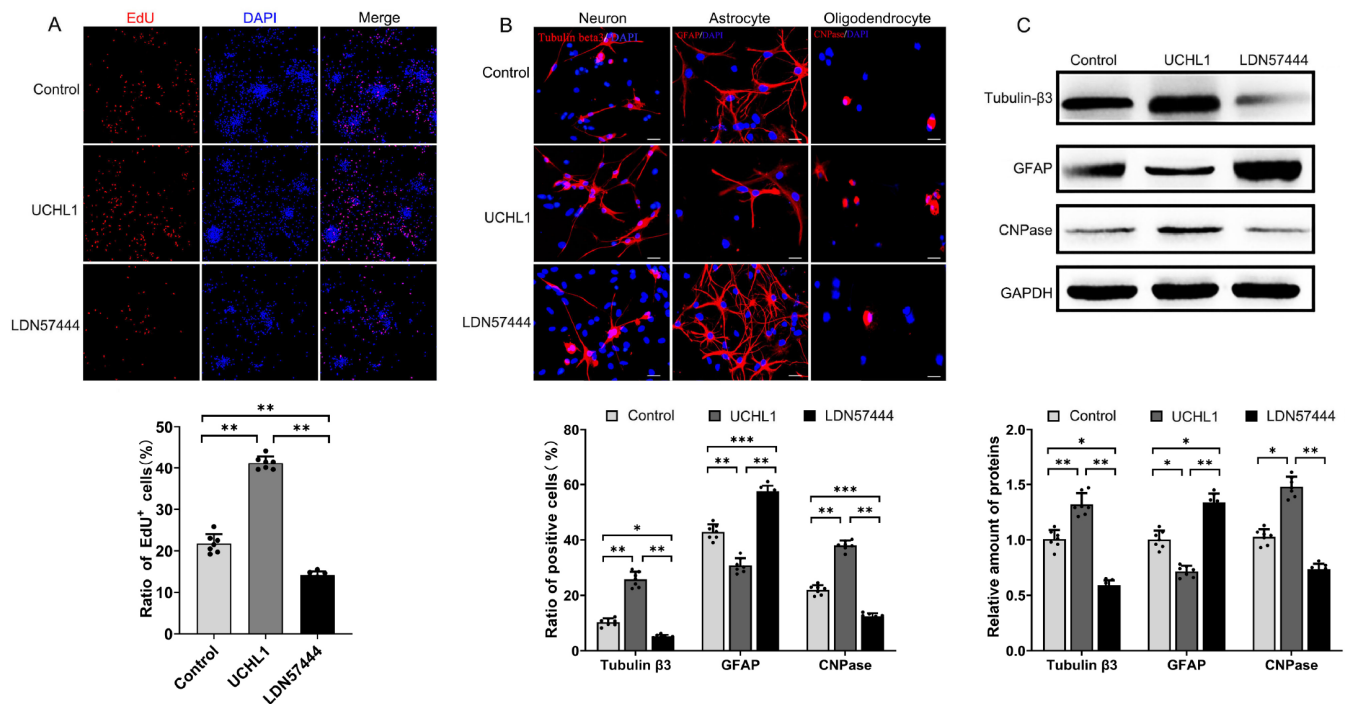 A
EdU
DAPI
Merge
Control
UCHL1
LDN57444
** 
** **
Ratio of EdU⁺ cells(%)
50
40
30
20
10
0
Control
UCHL1
LDN57444
B
Neuron
Astrocyte
Oligodendrocyte
Tubulin beta3/DAPI
GFAP/DAPI
CNPase/DAPI
Control
UCHL1
LDN57444
Control UCHL1 LDN57444
Ratio of positive cells(%)
80
60
40
20
0
*
** **
***
** **
***
** **
Tubulin β3
GFAP
CNPase
C
Control
UCHL1
LDN57444
Tubulin-β3
GFAP
CNPase
GAPDH
Control UCHL1 LDN57444
Relative amount of proteins
2.0
1.5
1.0
0.5
0.0
*
** **
*
* **
* **
Tubulin β3
GFAP
CNPase